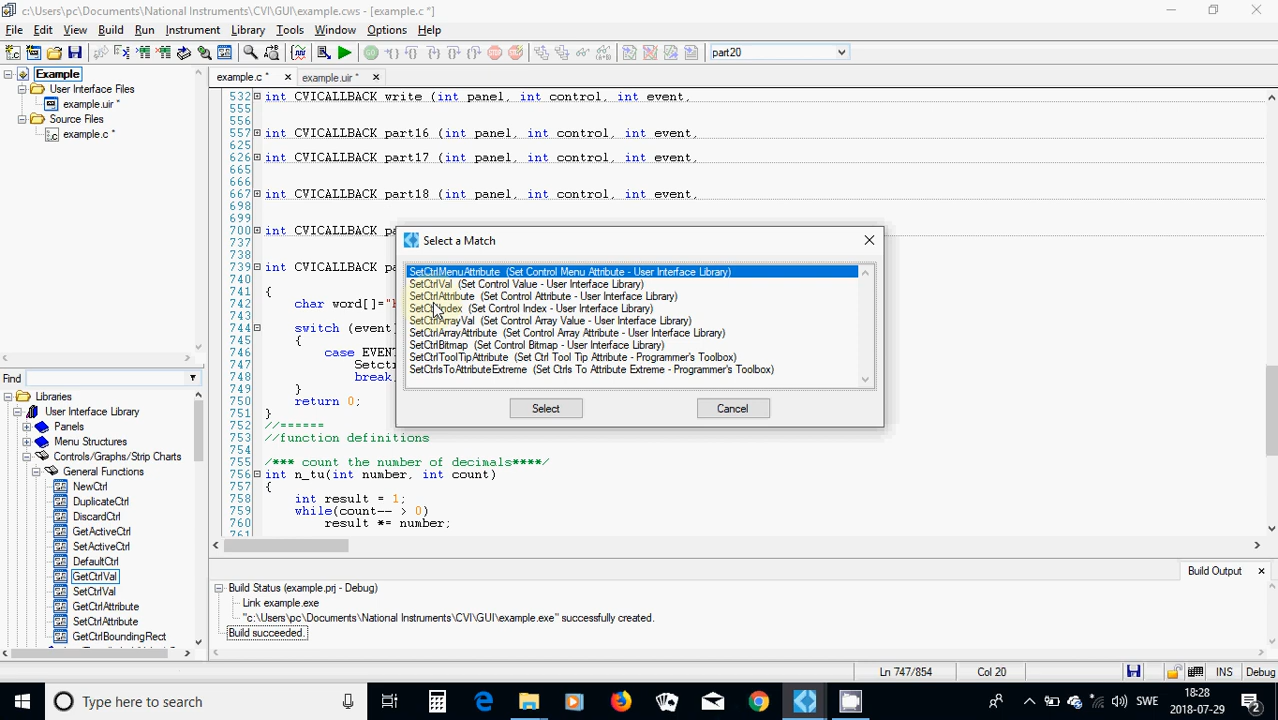 c:\Users\pc\Documents\National Instruments\CVI\GUI\example.cws - [example.c *]
File Edit View Build Run Instrument Library Tools Window Options Help
part20
Example
User Interface Files
example.uir *
Source Files
example.c *
example.c * example.uir *
532 int CVICALLBACK write (int panel, int control, int event,
555
557 int CVICALLBACK part16 (int panel, int control, int event,
625
626 int CVICALLBACK part17 (int panel, int control, int event,
665
667 int CVICALLBACK part18 (int panel, int control, int event,
698
699
700 int CVICALLBACK
737
738
739 int CVICALLBACK
740
741 {
742 char word[]="
743
744 switch (event
745 {
746 case EVENT
747 Setct
748 break
749 }
750 return 0;
751 }
752 //======
753 //function definitions
754
755 /*** count the number of decimals****/
756 int n_tu(int number, int count)
757 {
758 int result = 1;
759 while(count-- > 0)
760 result *= number;
761
Select a Match
SetCtrlMenuAttribute (Set Control Menu Attribute - User Interface Library)
SetCtrlVal (Set Control Value - User Interface Library)
SetCtrlAttribute (Set Control Attribute - User Interface Library)
SetCtrlIndex (Set Control Index - User Interface Library)
SetCtrlArrayVal (Set Control Array Value - User Interface Library)
SetCtrlArrayAttribute (Set Control Array Attribute - User Interface Library)
SetCtrlBitmap (Set Control Bitmap - User Interface Library)
SetCtrlToolTipAttribute (Set Ctrl Tool Tip Attribute - Programmer's Toolbox)
SetCtrlsToAttributeExtreme (Set Ctrls To Attribute Extreme - Programmer's Toolbox)
Select Cancel
Find
Libraries
User Interface Library
Panels
Menu Structures
Controls/Graphs/Strip Charts
General Functions
NewCtrl
DuplicateCtrl
DiscardCtrl
GetActiveCtrl
SetActiveCtrl
DefaultCtrl
GetCtrlVal
SetCtrlVal
GetCtrlAttribute
SetCtrlAttribute
GetCtrlBoundingRect
Build Output
Build Status (example.prj - Debug)
Link example.exe
"c:\Users\pc\Documents\National Instruments\CVI\GUI\example.exe" successfully created.
Build succeeded.
Ln 747/854 Col 20 INS Debug
Type here to search
SWE
18:28
2018-07-29
2